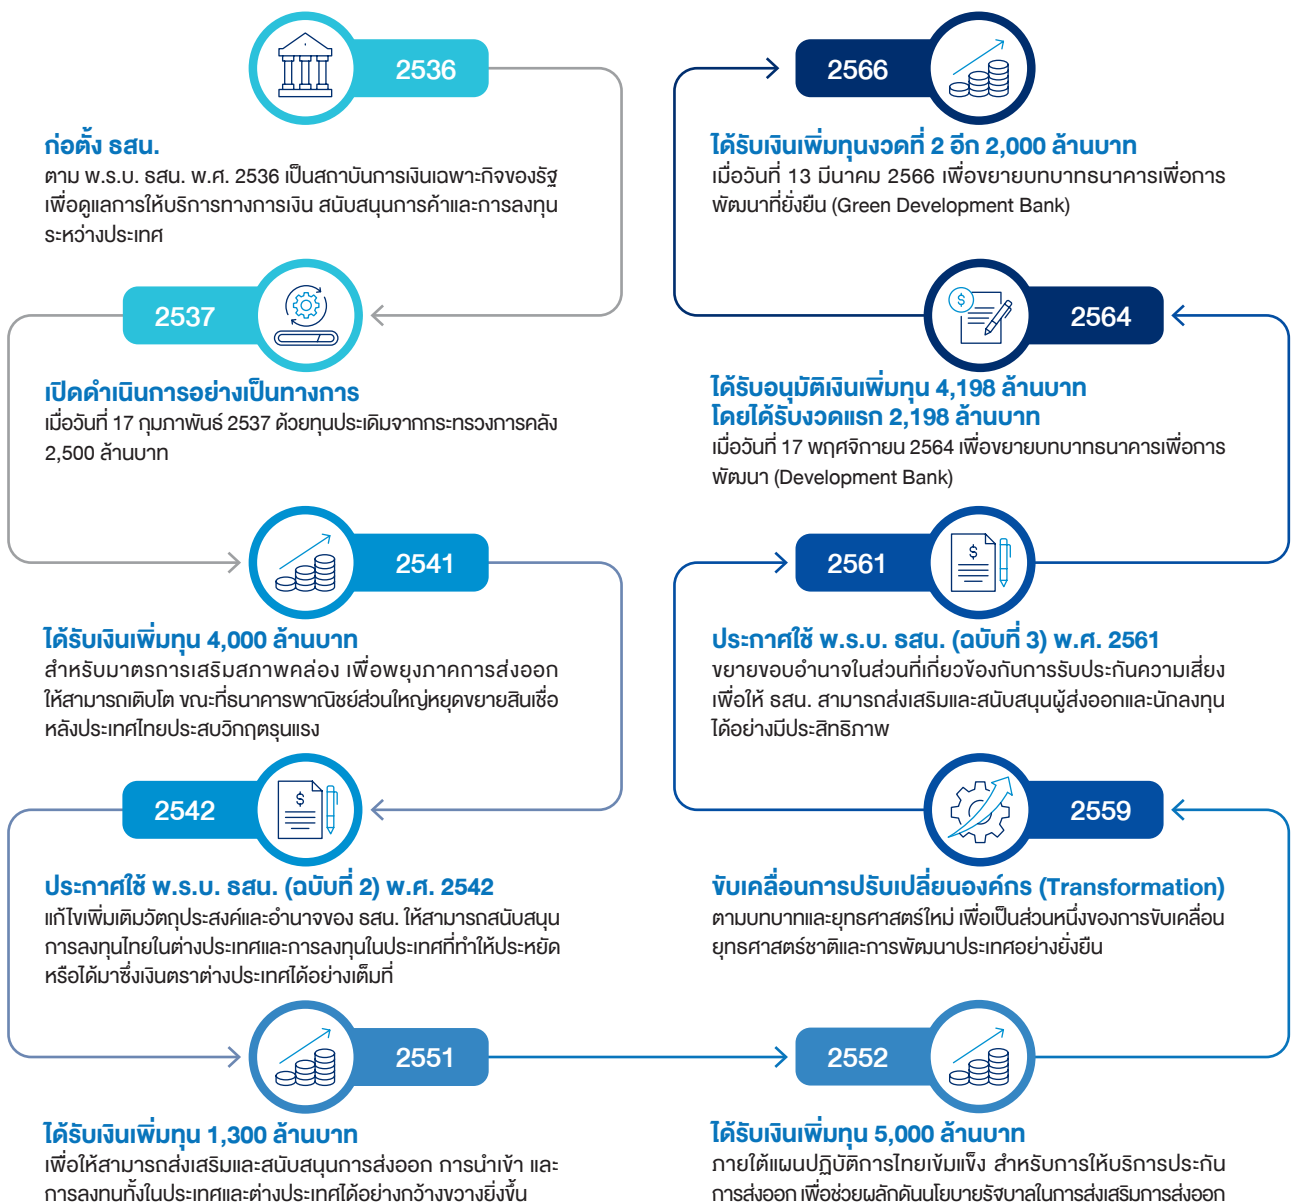 2536
ก่อตั้ง ธสน.
ตาม พ.ร.บ. ธสน. พ.ศ. 2536 เป็นสถาบันการเงินเฉพาะกิจของรัฐ
เพื่อดูแลการให้บริการทางการเงิน สนับสนุนการค้าและการลงทุน
ระหว่างประเทศ
2537
เปิดดำเนินการอย่างเป็นทางการ
เมื่อวันที่ 17 กุมภาพันธ์ 2537 ด้วยทุนประเดิมจากกระทรวงการคลัง
2,500 ล้านบาท
2541
ได้รับเงินเพิ่มทุน 4,000 ล้านบาท
สำหรับมาตรการเสริมสภาพคล่อง เพื่อพยุงภาคการส่งออก
ให้สามารถเติบโต ขณะที่ธนาคารพาณิชย์ส่วนใหญ่หยุดขยายสินเชื่อ
หลังประเทศไทยประสบวิกฤตรุนแรง
2542
ประกาศใช้ พ.ร.บ. ธสน. (ฉบับที่ 2) พ.ศ. 2542
แก้ไขเพิ่มเติมวัตถุประสงค์และอำนาจของ ธสน. ให้สามารถสนับสนุน
การลงทุนไทยในต่างประเทศและการลงทุนในประเทศที่ทำให้ประหยัด
หรือได้มาซึ่งเงินตราต่างประเทศได้อย่างเต็มที่
2551
ได้รับเงินเพิ่มทุน 1,300 ล้านบาท
เพื่อให้สามารถส่งเสริมและสนับสนุนการส่งออก การนำเข้า และ
การลงทุนทั้งในประเทศและต่างประเทศได้อย่างกว้างขวางยิ่งขึ้น
2552
ได้รับเงินเพิ่มทุน 5,000 ล้านบาท
ภายใต้แผนปฏิบัติการไทยเข้มแข็ง สำหรับการให้บริการประกัน
การส่งออก เพื่อช่วยผลักดันนโยบายรัฐบาลในการส่งเสริมการส่งออก
2559
ขับเคลื่อนการปรับเปลี่ยนองค์กร (Transformation)
ตามบทบาทและยุทธศาสตร์ใหม่ เพื่อเป็นส่วนหนึ่งของการขับเคลื่อน
ยุทธศาสตร์ชาติและการพัฒนาประเทศอย่างยั่งยืน
2561
ประกาศใช้ พ.ร.บ. ธสน. (ฉบับที่ 3) พ.ศ. 2561
ขยายขอบอำนาจในส่วนที่เกี่ยวข้องกับการรับประกันความเสี่ยง
เพื่อให้ ธสน. สามารถส่งเสริมและสนับสนุนผู้ส่งออกและนักลงทุน
ได้อย่างมีประสิทธิภาพ
2564
ได้รับอนุมัติเงินเพิ่มทุน 4,198 ล้านบาท
โดยได้รับงวดแรก 2,198 ล้านบาท
เมื่อวันที่ 17 พฤศจิกายน 2564 เพื่อขยายบทบาทธนาคารเพื่อการ
พัฒนา (Development Bank)
2566
ได้รับเงินเพิ่มทุนงวดที่ 2 อีก 2,000 ล้านบาท
เมื่อวันที่ 13 มีนาคม 2566 เพื่อขยายบทบาทธนาคารเพื่อการ
พัฒนาที่ยั่งยืน (Green Development Bank)